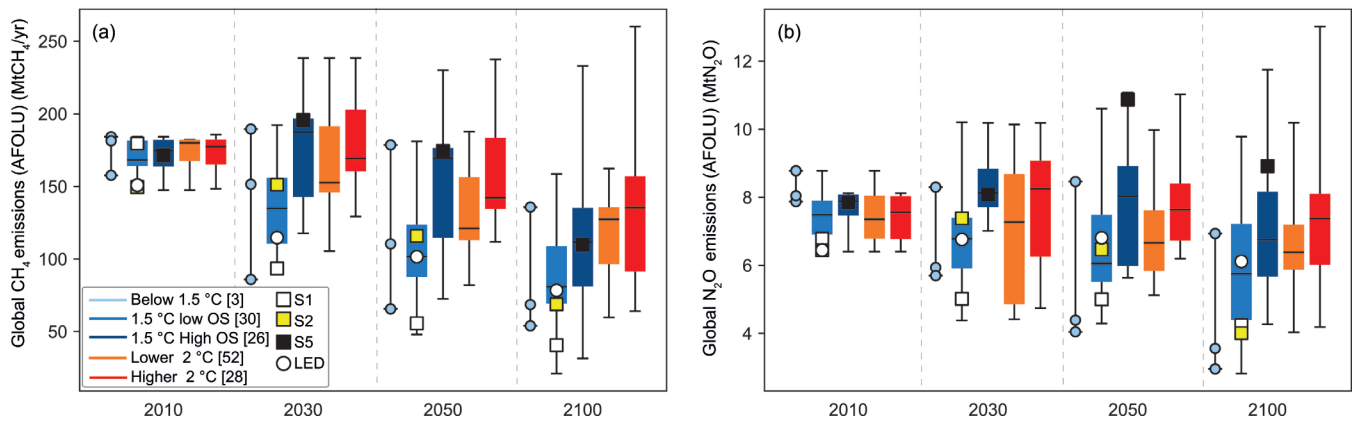 (a)
Global CH₄ emissions (AFOLU) (MtCH₄/yr)
250
200
150
100
50
Below 1.5 °C [3]
1.5 °C low OS [30]
1.5 °C High OS [26]
Lower 2 °C [52]
Higher 2 °C [28]
S1
S2
S5
LED
2010 2030 2050 2100
(b)
Global N₂O emissions (AFOLU) (MtN₂O)
12
10
8
6
4
2010 2030 2050 2100